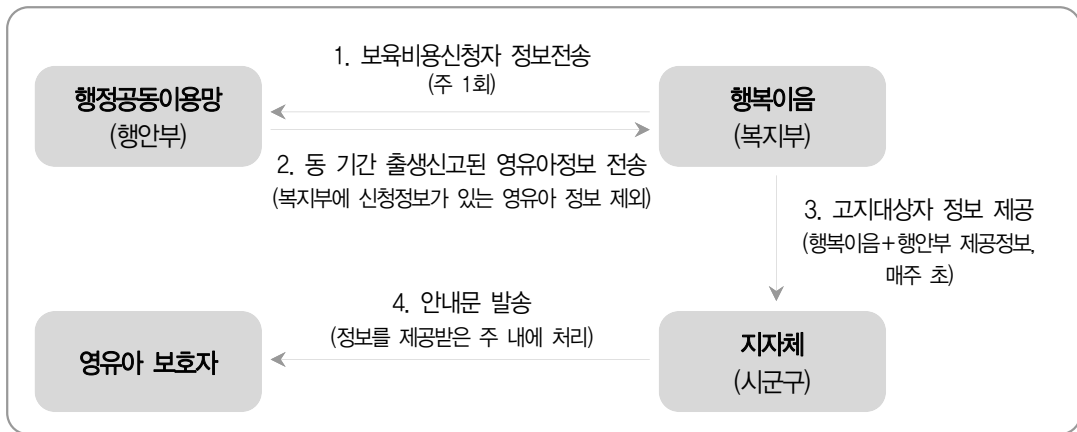 1. 보육비용신청자 정보전송
(주 1회)
행정공동이용망
(행안부)
행복이음
(복지부)
2. 동 기간 출생신고된 영유아정보 전송
(복지부에 신청정보가 있는 영유아 정보 제외)
3. 고지대상자 정보 제공
(행복이음+행안부 제공정보,
매주 초)
4. 안내문 발송
(정보를 제공받은 주 내에 처리)
영유아 보호자
지자체
(시군구)